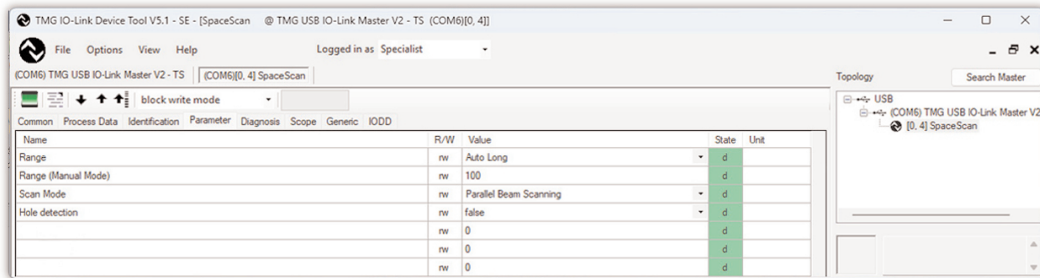 TMG IO-Link Device Tool V5.1 - SE - [SpaceScan @ TMG USB IO-Link Master V2 - TS (COM6)[0, 4]]
File Options View Help Logged in as Specialist
(COM6) TMG USB IO-Link Master V2 - TS (COM6)[0, 4] SpaceScan
Topology Search Master
block write mode
USB
(COM6) TMG USB IO-Link Master V2
[0, 4] SpaceScan
Common Process Data Identification Parameter Diagnosis Scope Generic IODD
Name R/W Value State Unit
Range rw Auto Long d
Range (Manual Mode) rw 100 d
Scan Mode rw Parallel Beam Scanning d
Hole detection rw false d
rw 0 d
rw 0 d
rw 0 d